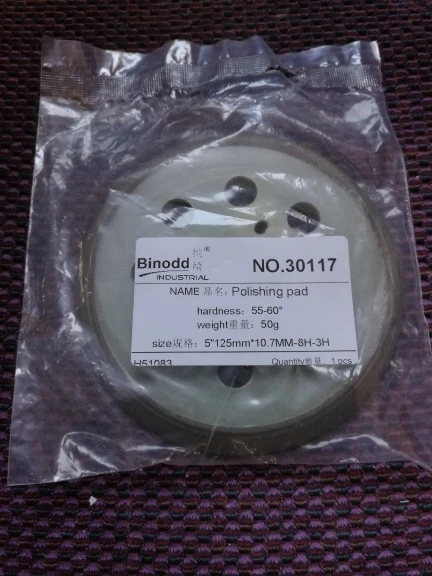 Binodd 缤绮®
INDUSTRIAL
NO.30117
NAME 品名: Polishing pad
hardness: 55-60°
weight重量: 50g
size规格: 5"125mm*10.7MM-8H-3H
H51083 Quantity数量 1 pcs